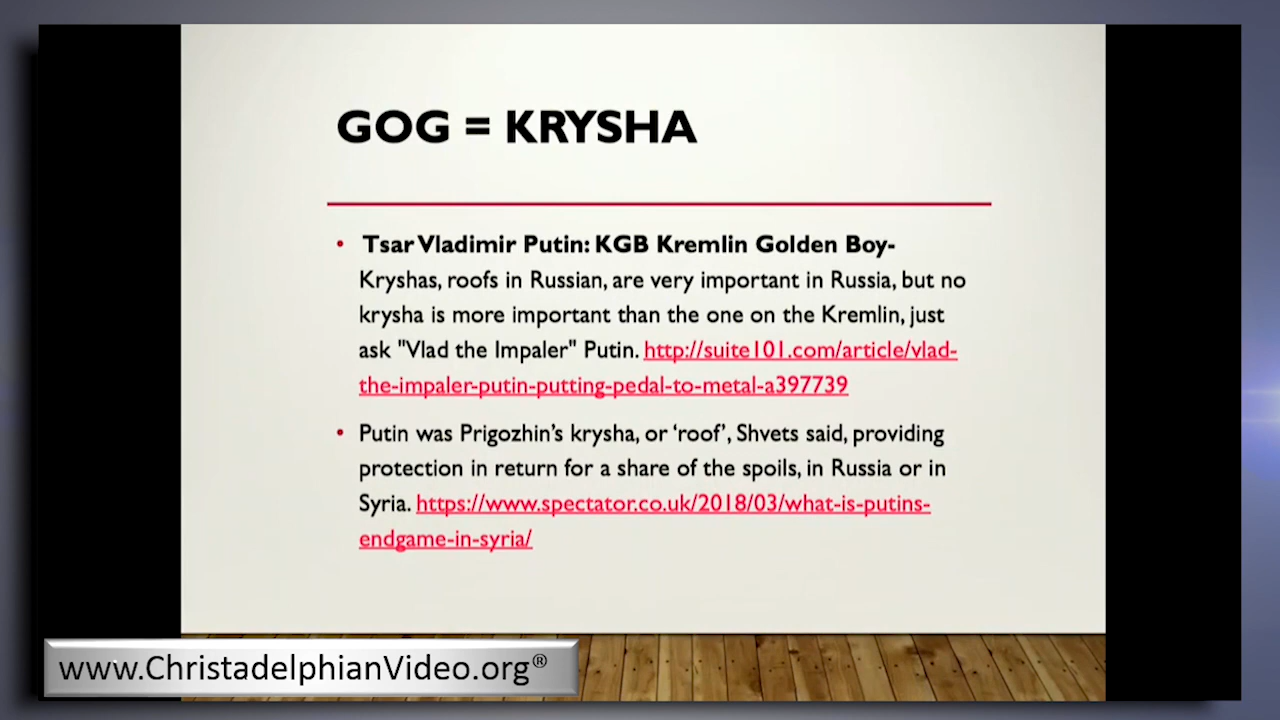 GOG = KRYSHA
• Tsar Vladimir Putin: KGB Kremlin Golden Boy-
Kryshas, roofs in Russian, are very important in Russia, but no
krysha is more important than the one on the Kremlin, just
ask "Vlad the Impaler" Putin. http://suite101.com/article/vlad-
the-impaler-putin-putting-pedal-to-metal-a397739
• Putin was Prigozhin’s krysha, or ‘roof’, Shvets said, providing
protection in return for a share of the spoils, in Russia or in
Syria. https://www.spectator.co.uk/2018/03/what-is-putins-
endgame-in-syria/
www.ChristadelphianVideo.org®